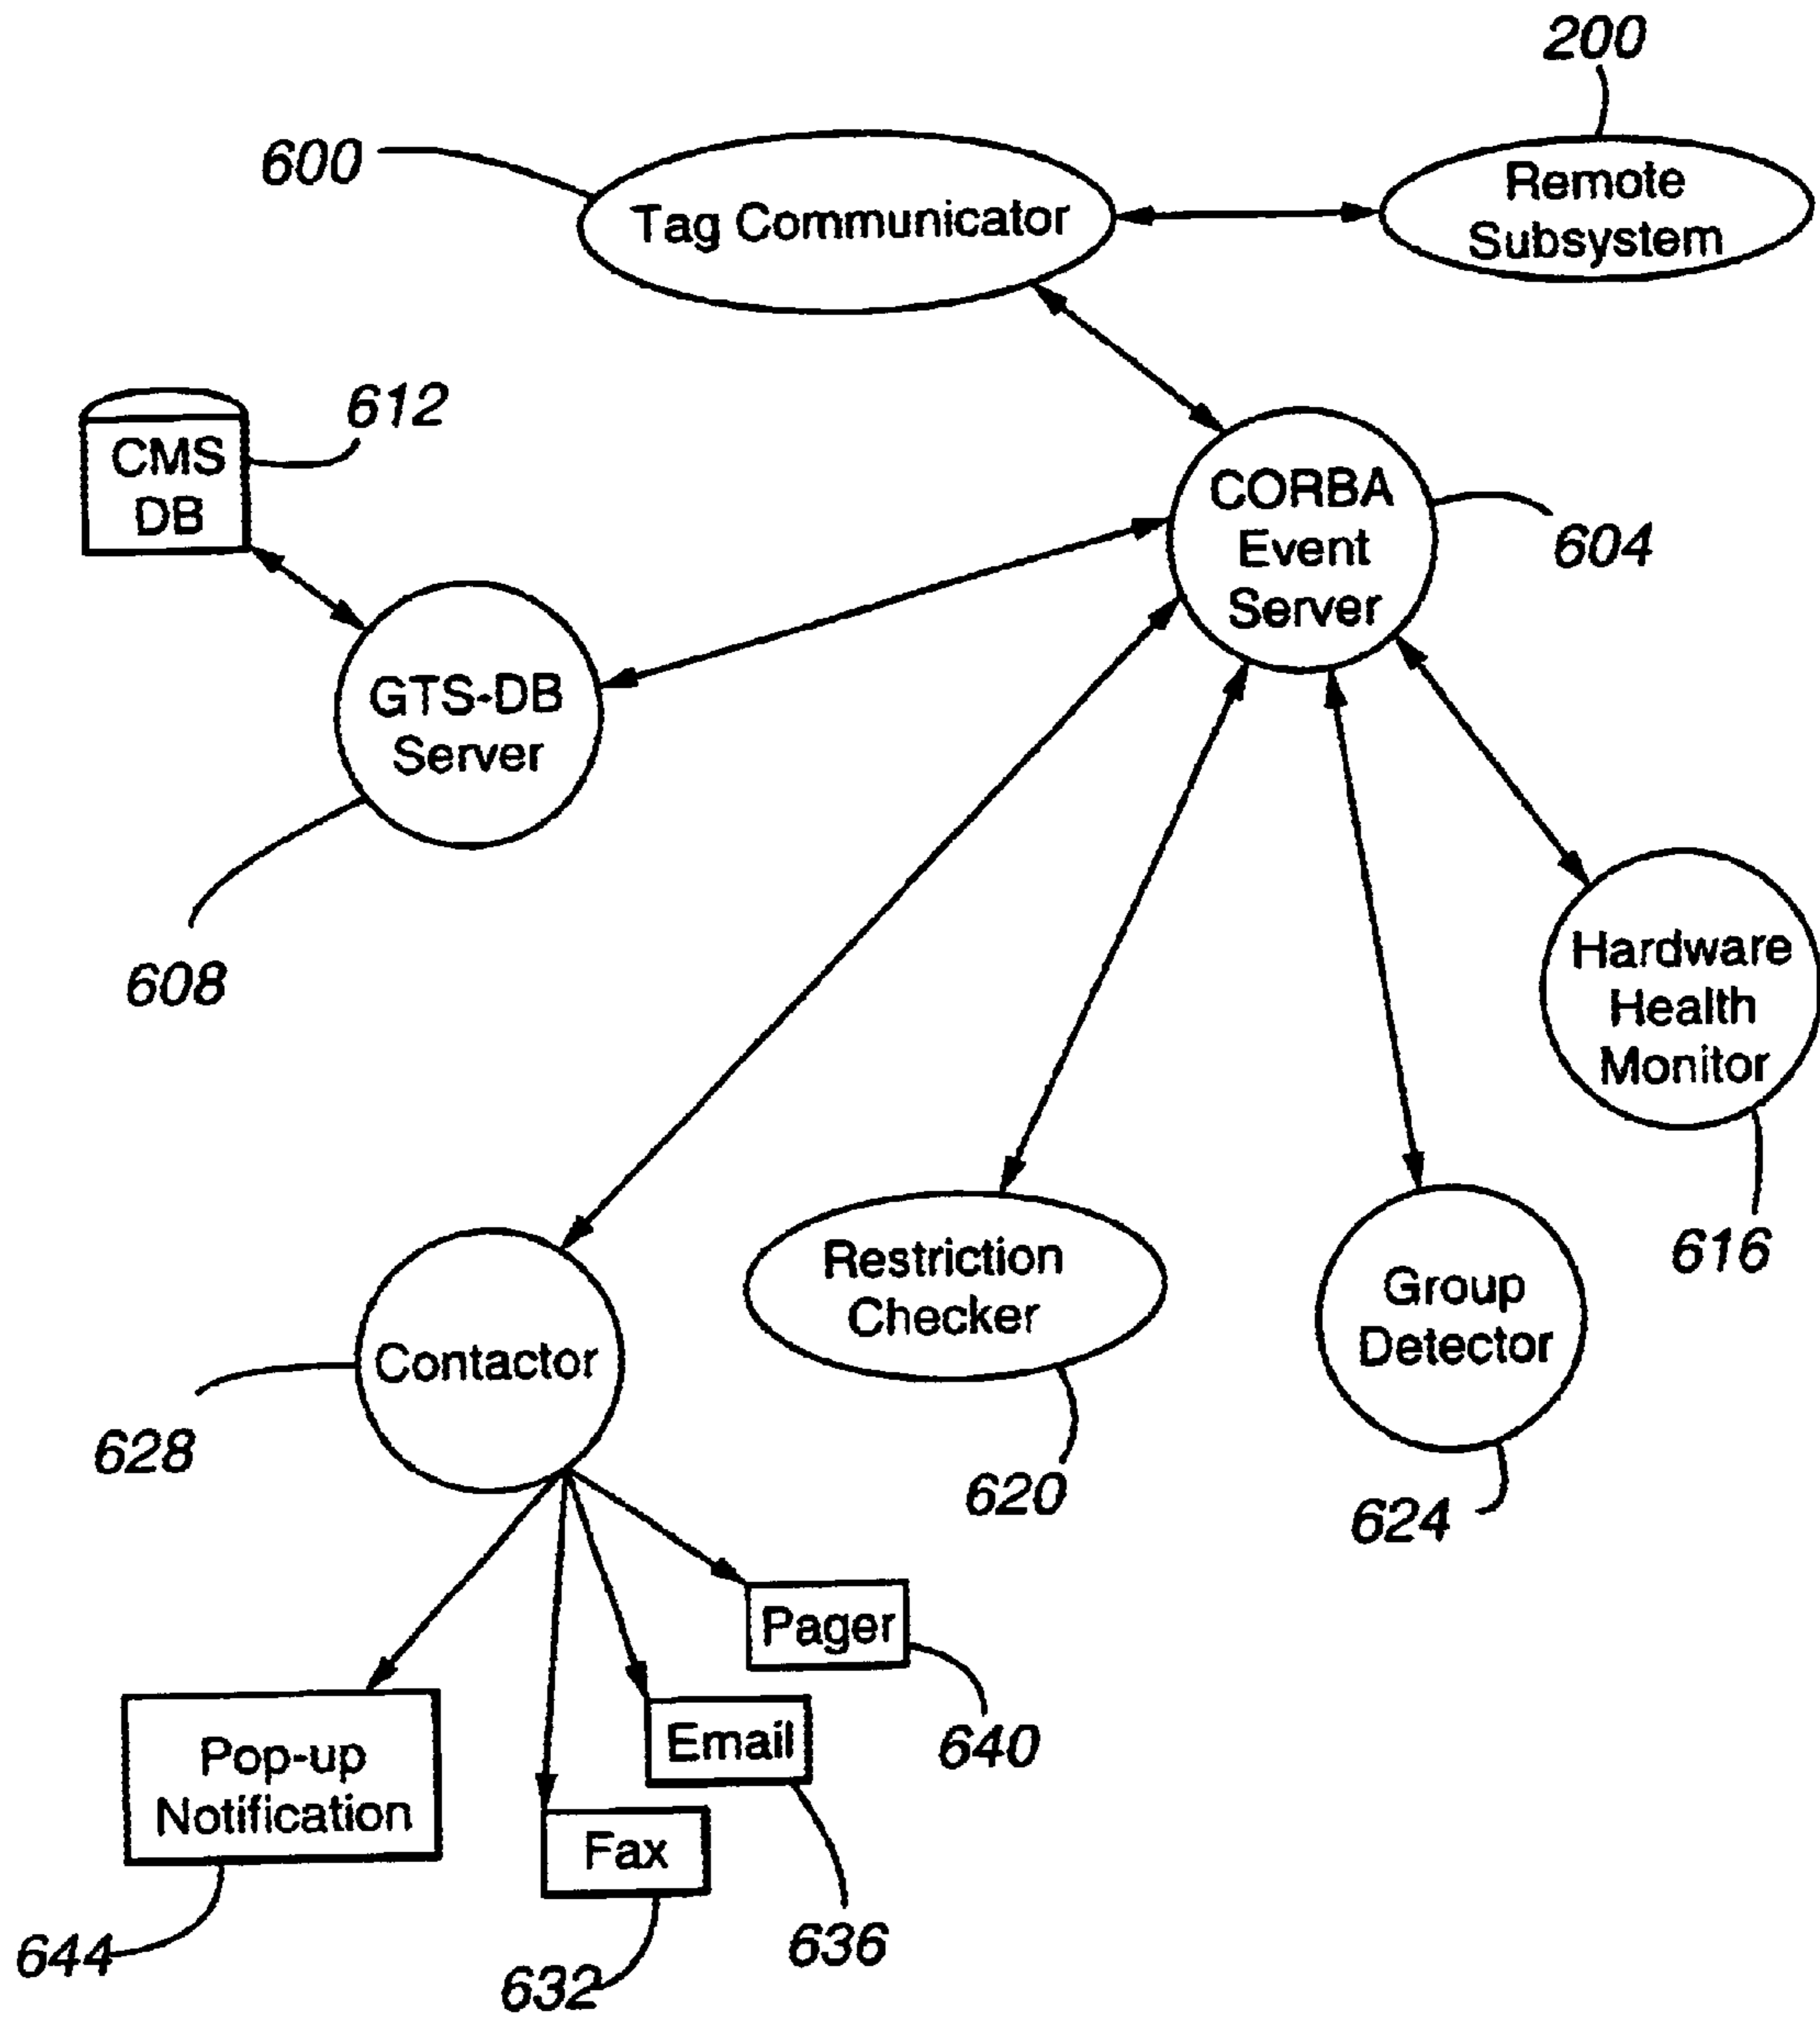 200
600
Tag Communicator
Remote
Subsystem
612
CMS
DB
CORBA
Event
Server
604
GTS-DB
Server
608
Hardware
Health
Monitor
616
Restriction
Checker
620
Group
Detector
624
Contactor
628
Pager
640
Email
636
Pop-up
Notification
644
Fax
632